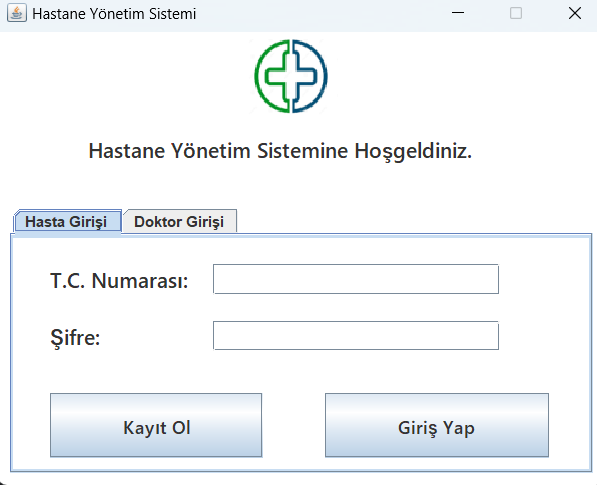 Hastane Yönetim Sistemi
Hastane Yönetim Sistemine Hoşgeldiniz.
Hasta Girişi Doktor Girişi
T.C. Numarası:
Şifre:
Kayıt Ol Giriş Yap